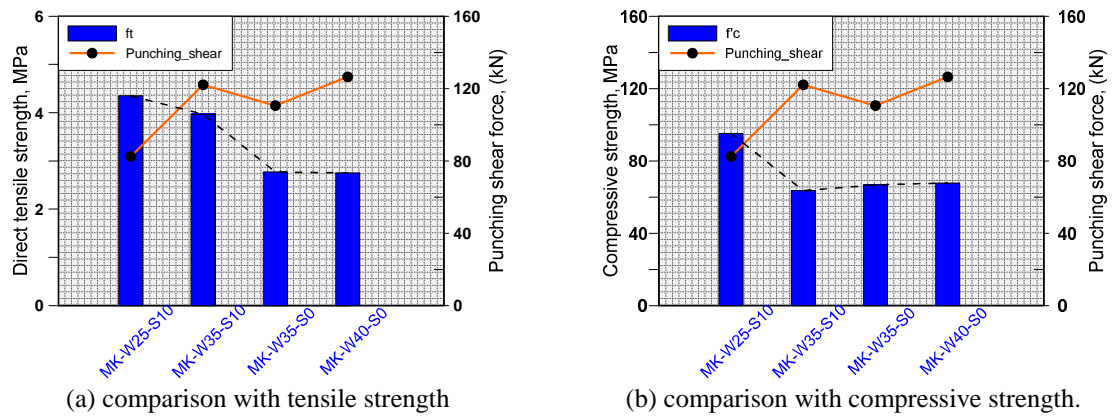 6
4
2
0
Direct tensile strength, MPa
ft
Punching_shear
160
120
80
40
0
Punching shear force, (kN)
MK-W25-S10
MK-W35-S10
MK-W35-S0
MK-W40-S0
(a) comparison with tensile strength
160
120
80
40
0
Compressive strength, MPa
f'c
Punching_shear
160
120
80
40
0
Punching shear force, (kN)
MK-W25-S10
MK-W35-S10
MK-W35-S0
MK-W40-S0
(b) comparison with compressive strength.